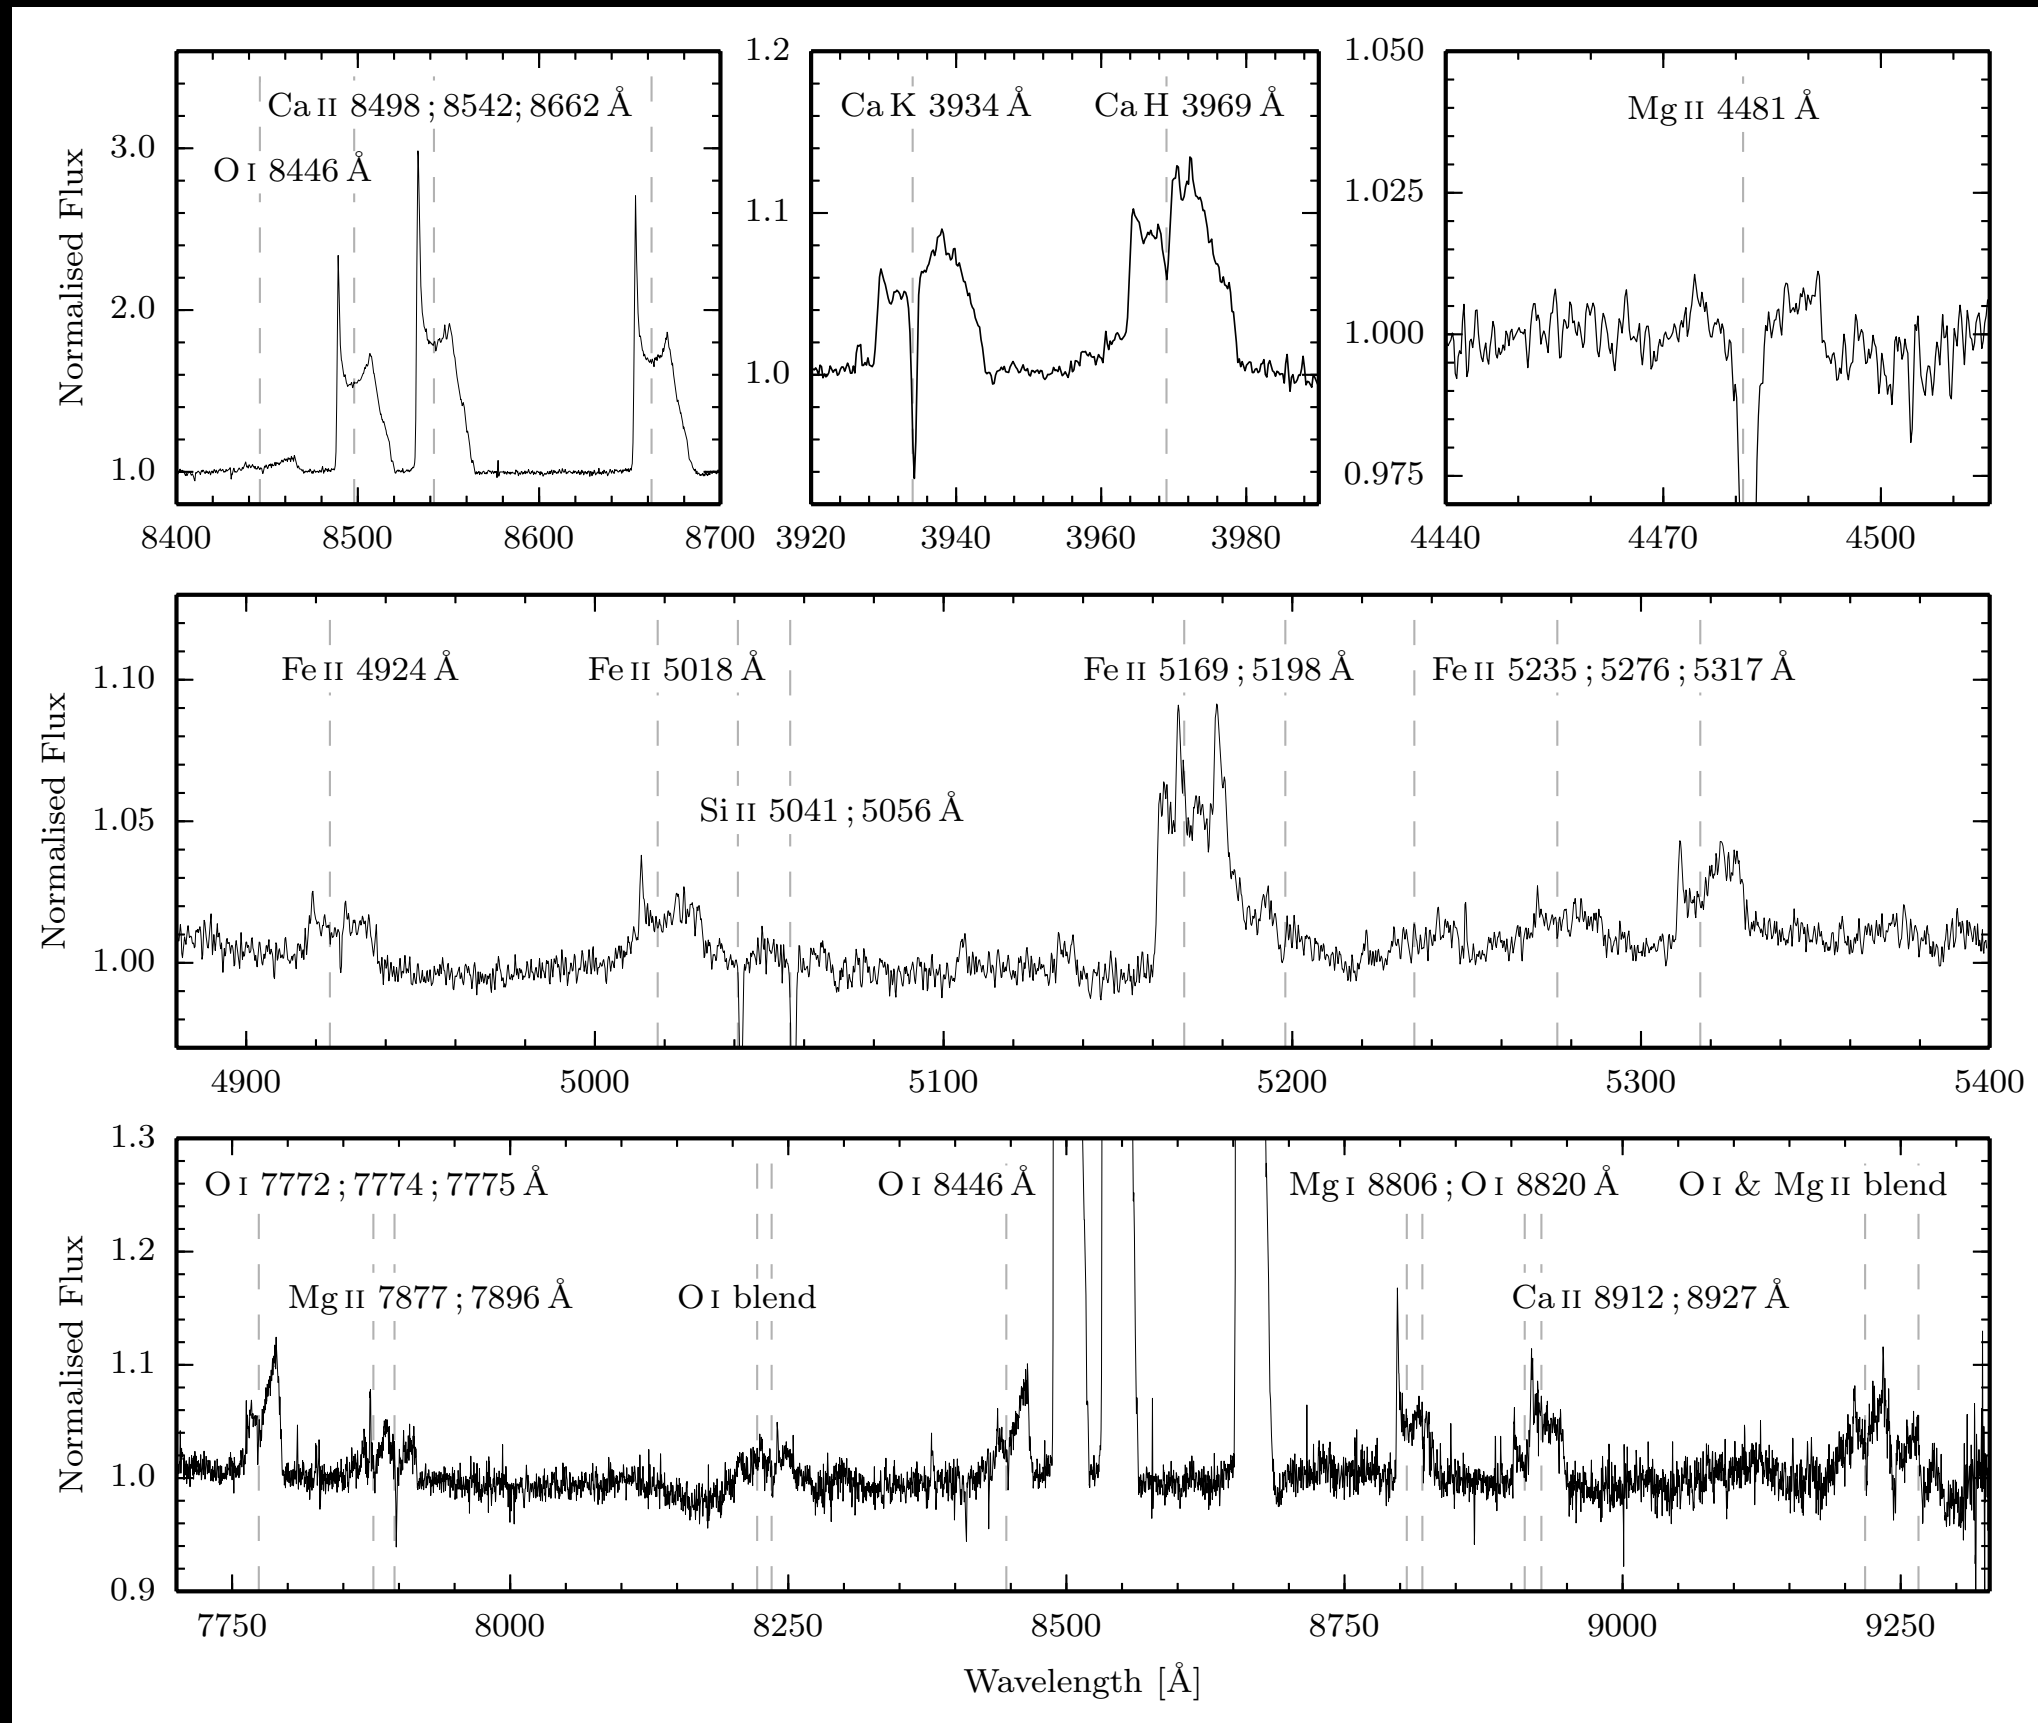 Normalised Flux
3.0
2.0
1.0
Ca II 8498 ; 8542; 8662 Å
O I 8446 Å
8400 8500 8600 8700
1.2
1.1
1.0
Ca K 3934 Å Ca H 3969 Å
3920 3940 3960 3980
1.050
1.025
1.000
0.975
Mg II 4481 Å
4440 4470 4500
Normalised Flux
1.10
1.05
1.00
Fe II 4924 Å Fe II 5018 Å Fe II 5169 ; 5198 Å Fe II 5235 ; 5276 ; 5317 Å
Si II 5041 ; 5056 Å
4900 5000 5100 5200 5300 5400
Normalised Flux
1.3
1.2
1.1
1.0
0.9
O I 7772 ; 7774 ; 7775 Å O I 8446 Å Mg I 8806 ; O I 8820 Å O I & Mg II blend
Mg II 7877 ; 7896 Å O I blend Ca II 8912 ; 8927 Å
7750 8000 8250 8500 8750 9000 9250
Wavelength [Å]